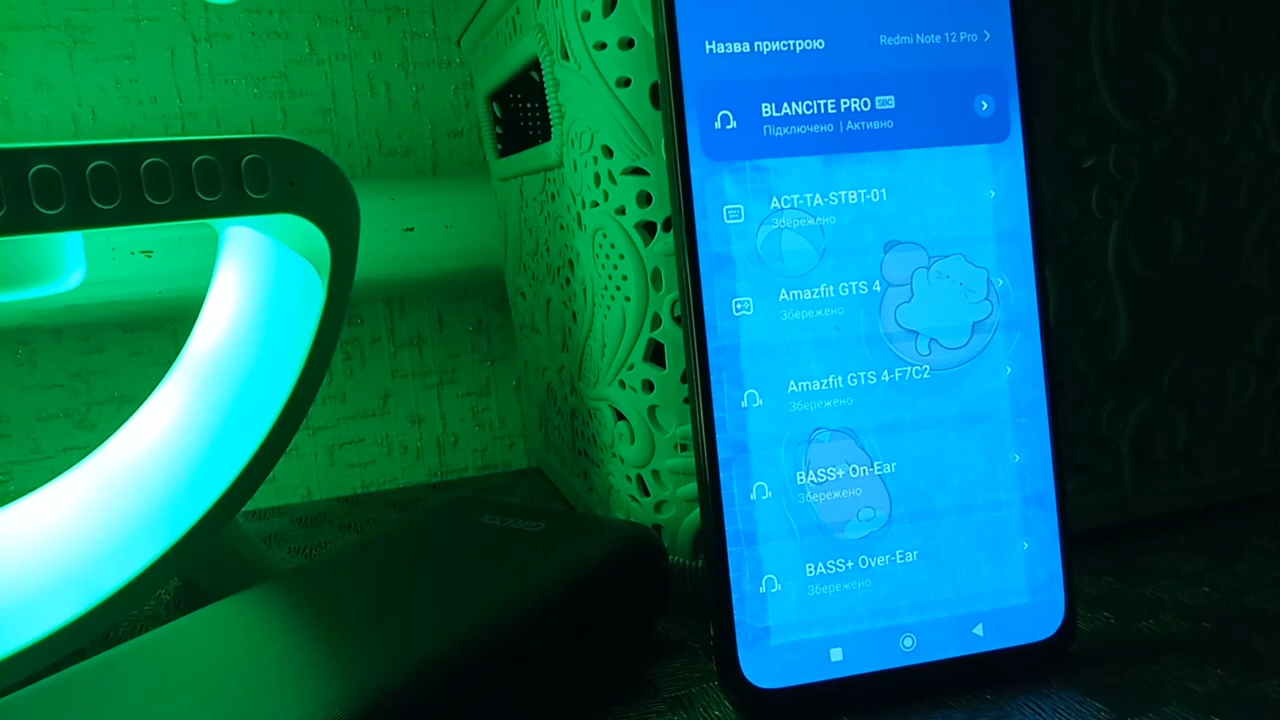 Назва пристрою
Redmi Note 12 Pro
BLANCITE PRO SBC
Підключено | Активно
ACT-TA-STBT-01
Збережено
Amazfit GTS 4
Збережено
Amazfit GTS 4-F7C2
Збережено
BASS+ On-Ear
Збережено
BASS+ Over-Ear
Збережено